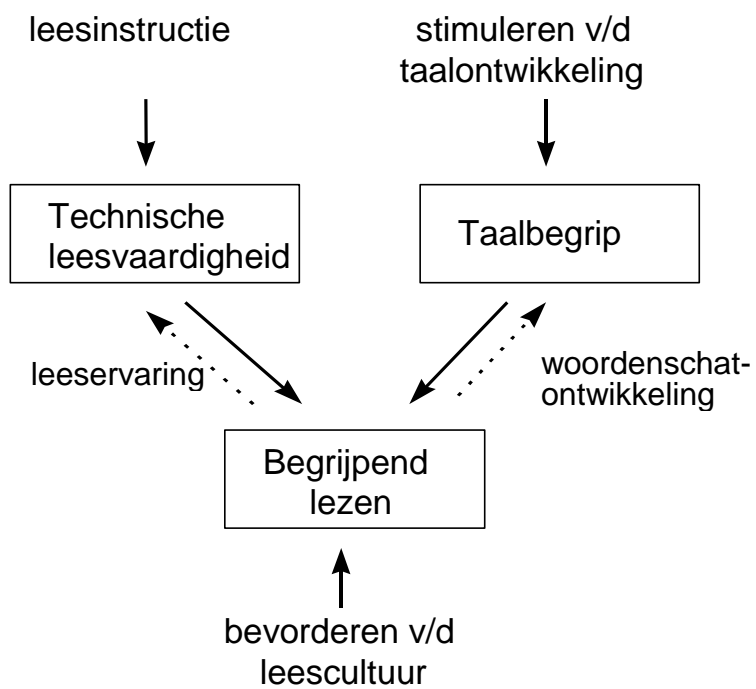 leesinstructie
stimuleren v/d
taalontwikkeling
Technische
leesvaardigheid
Taalbegrip
leeservaring
woordenschat-
ontwikkeling
Begrijpend
lezen
bevorderen v/d
leescultuur